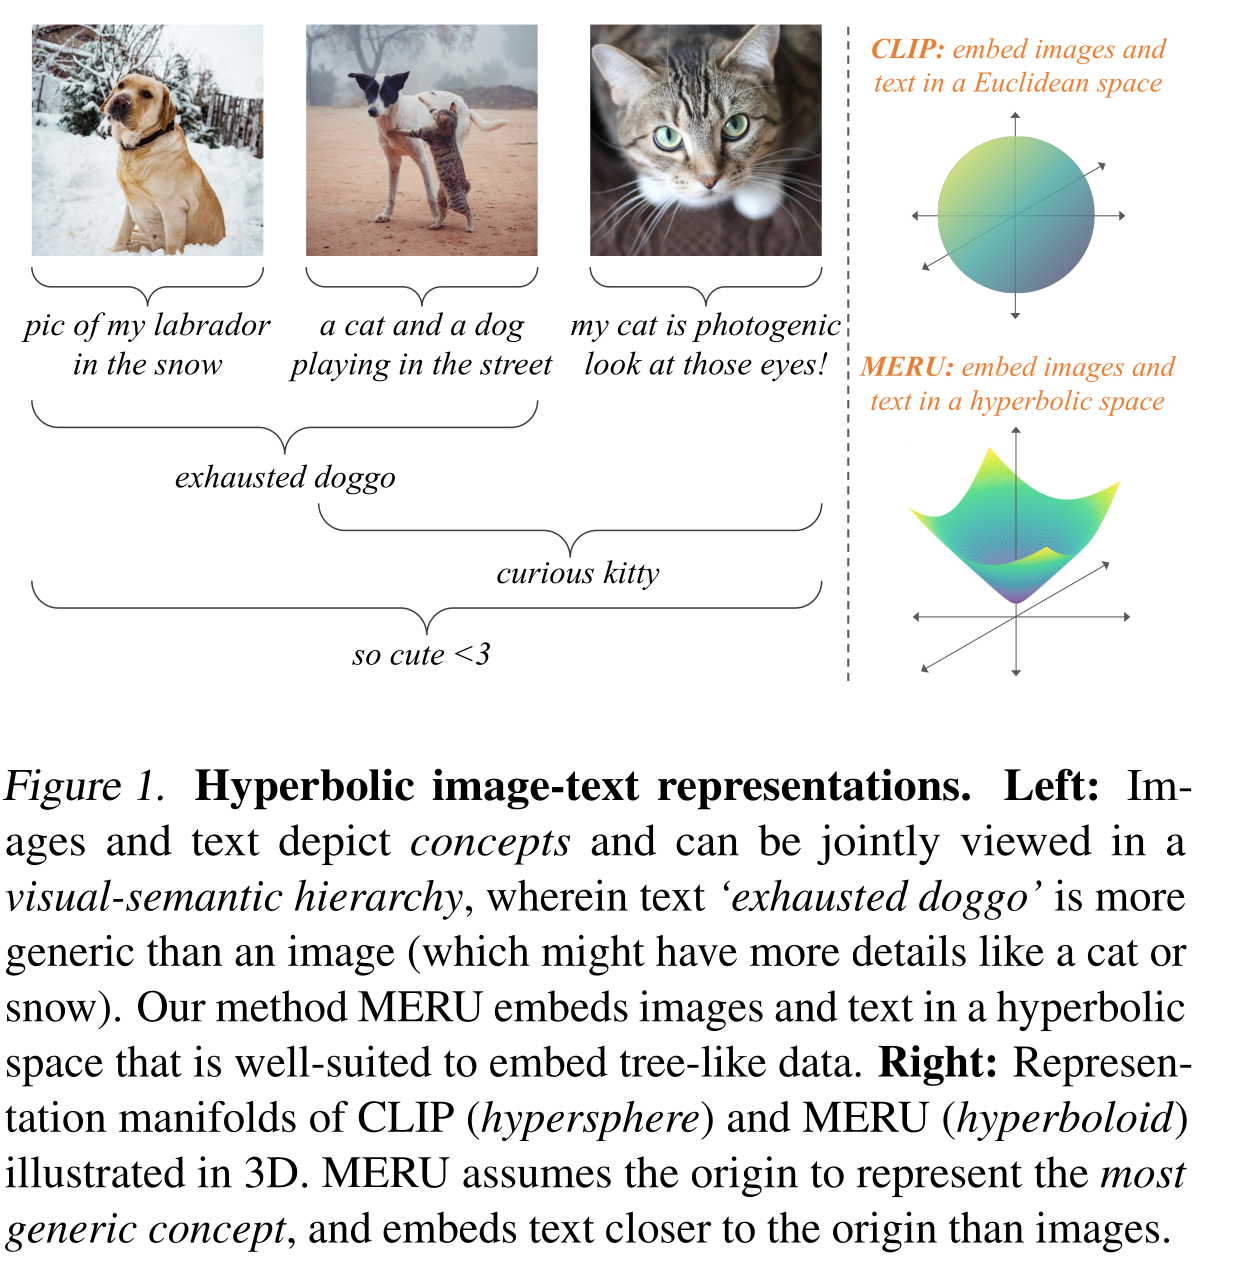 pic of my labrador
in the snow
a cat and a dog
playing in the street
my cat is photogenic
look at those eyes!
exhausted doggo
curious kitty
so cute <3
CLIP: embed images and
text in a Euclidean space
MERU: embed images and
text in a hyperbolic space
Figure 1. Hyperbolic image-text representations. Left: Im-
ages and text depict concepts and can be jointly viewed in a
visual-semantic hierarchy, wherein text ‘exhausted doggo’ is more
generic than an image (which might have more details like a cat or
snow). Our method MERU embeds images and text in a hyperbolic
space that is well-suited to embed tree-like data. Right: Represen-
tation manifolds of CLIP (hypersphere) and MERU (hyperboloid)
illustrated in 3D. MERU assumes the origin to represent the most
generic concept, and embeds text closer to the origin than images.